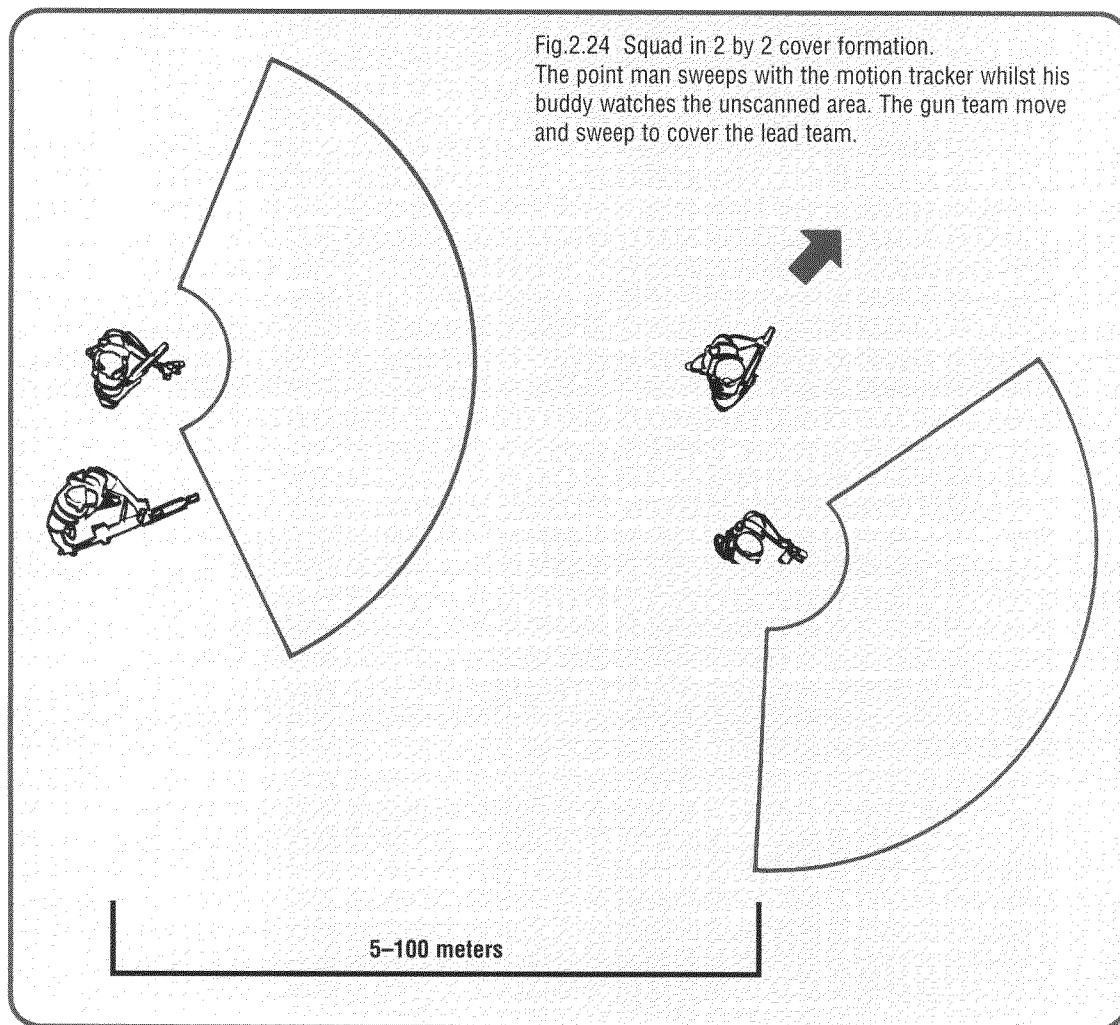 Fig.2.24 Squad in 2 by 2 cover formation.
The point man sweeps with the motion tracker whilst his
buddy watches the unscanned area. The gun team move
and sweep to cover the lead team.
5–100 meters